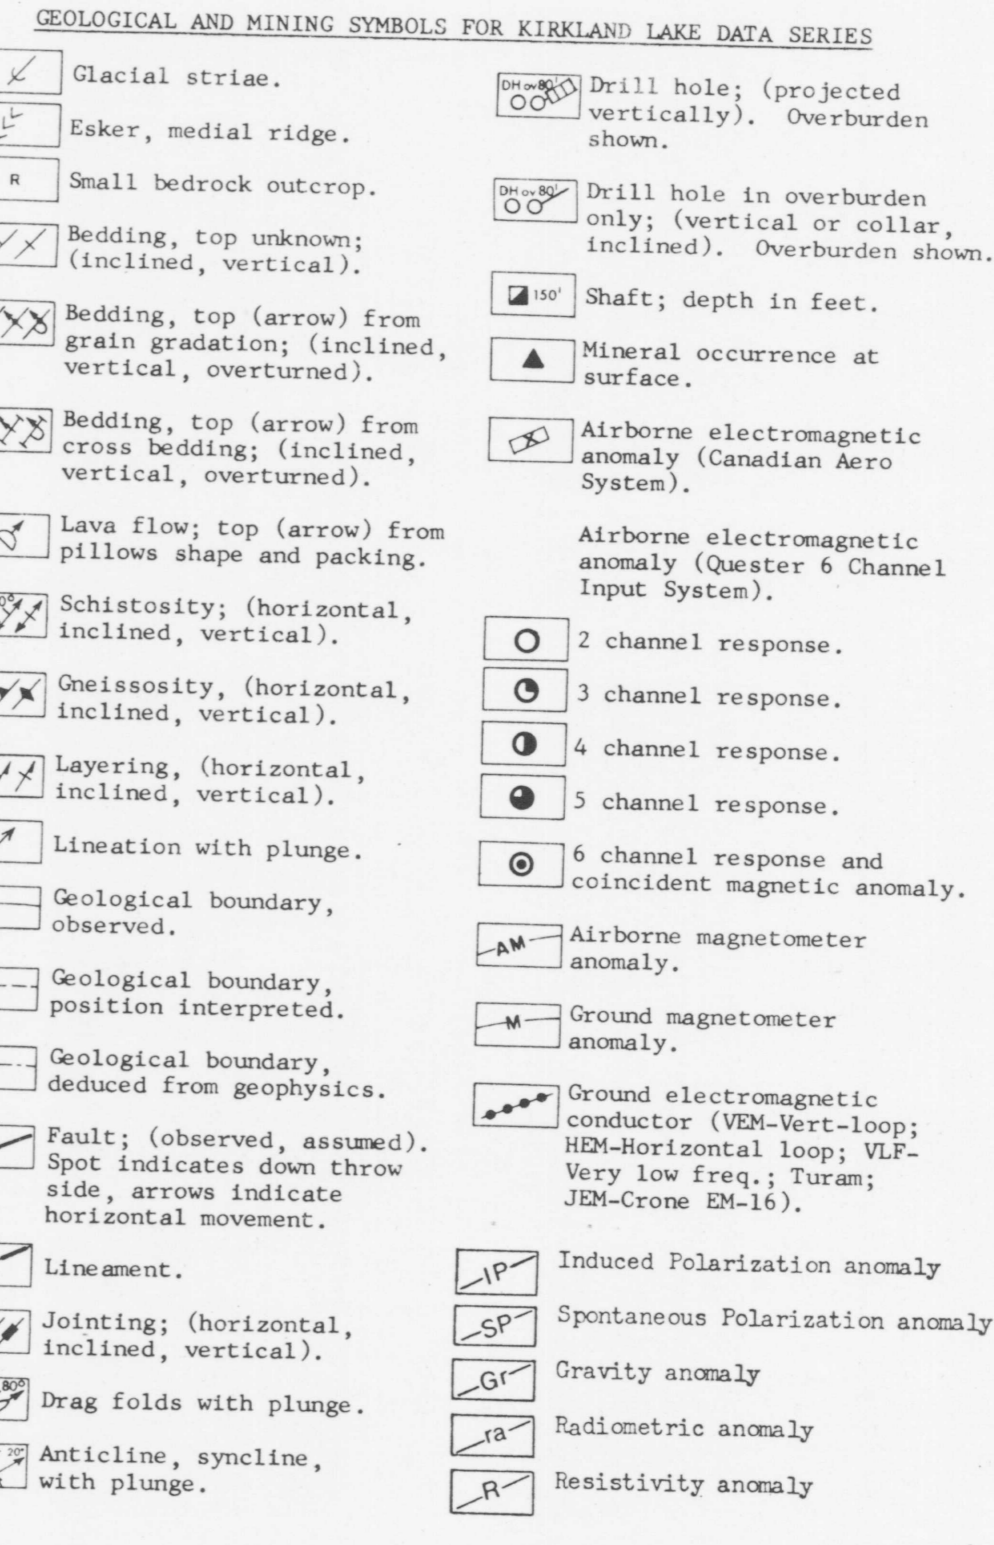 GEOLOGICAL AND MINING SYMBOLS FOR KIRKLAND LAKE DATA SERIES
Glacial striae.
Esker, medial ridge.
R
Small bedrock outcrop.
Bedding, top unknown;
(inclined, vertical).
Bedding, top (arrow) from
grain gradation; (inclined,
vertical, overturned).
Bedding, top (arrow) from
cross bedding; (inclined,
vertical, overturned).
Lava flow; top (arrow) from
pillows shape and packing.
Schistosity; (horizontal,
inclined, vertical).
Gneissosity, (horizontal,
inclined, vertical).
Layering, (horizontal,
inclined, vertical).
Lineation with plunge.
Geological boundary,
observed.
Geological boundary,
position interpreted.
Geological boundary,
deduced from geophysics.
Fault; (observed, assumed).
Spot indicates down throw
side, arrows indicate
horizontal movement.
Lineament.
Jointing; (horizontal,
inclined, vertical).
80°
Drag folds with plunge.
20°
Anticline, syncline,
with plunge.
DH ov 80'
Drill hole; (projected
vertically). Overburden
shown.
DH ov 80'
Drill hole in overburden
only; (vertical or collar,
inclined). Overburden shown.
150'
Shaft; depth in feet.
Mineral occurrence at
surface.
X
Airborne electromagnetic
anomaly (Canadian Aero
System).
Airborne electromagnetic
anomaly (Quester 6 Channel
Input System).
2 channel response.
3 channel response.
4 channel response.
5 channel response.
6 channel response and
coincident magnetic anomaly.
AM
Airborne magnetometer
anomaly.
M
Ground magnetometer
anomaly.
Ground electromagnetic
conductor (VEM-Vert-loop;
HEM-Horizontal loop; VLF-
Very low freq.; Turam;
JEM-Crone EM-16).
IP
Induced Polarization anomaly
SP
Spontaneous Polarization anomaly
Gr
Gravity anomaly
ra
Radiometric anomaly
R
Resistivity anomaly